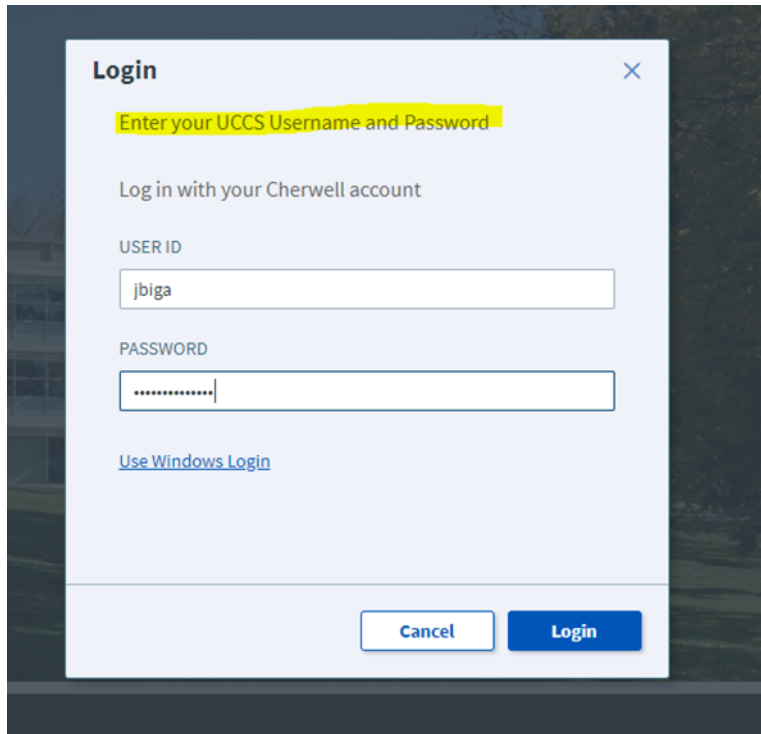 Login
Enter your UCCS Username and Password
Log in with your Cherwell account
USER ID
jbiga
PASSWORD
••••••••••••••
Use Windows Login
Cancel
Login